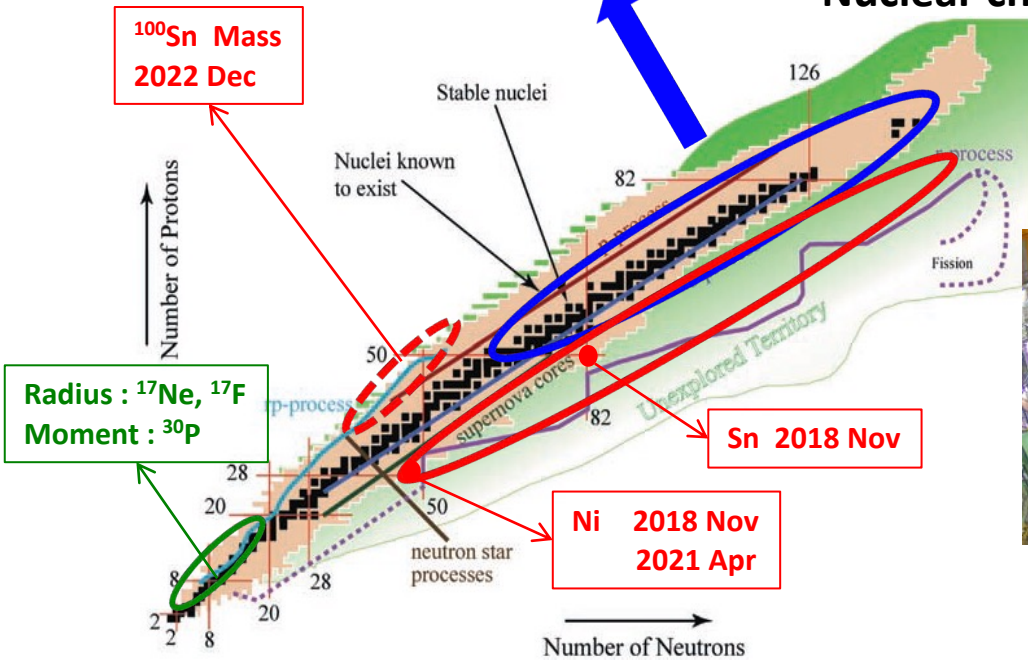 Nuclear ch
¹⁰⁰Sn Mass
2022 Dec
126
Stable nuclei
Nuclei known
to exist
82
r-process
p-process
Fission
Number of Protons
50
rp-process
supernova cores
Unexplored Territory
82
Radius : ¹⁷Ne, ¹⁷F
Moment : ³⁰P
Sn 2018 Nov
28
20
50
Ni 2018 Nov
2021 Apr
neutron star
processes
28
20
8
2
2
8
Number of Neutrons